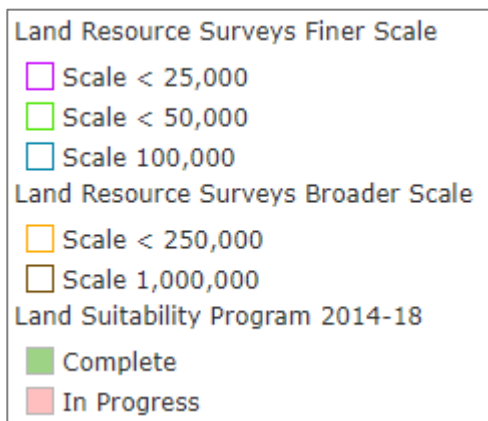 Land Resource Surveys Finer Scale
Scale < 25,000
Scale < 50,000
Scale 100,000
Land Resource Surveys Broader Scale
Scale < 250,000
Scale 1,000,000
Land Suitability Program 2014-18
Complete
In Progress